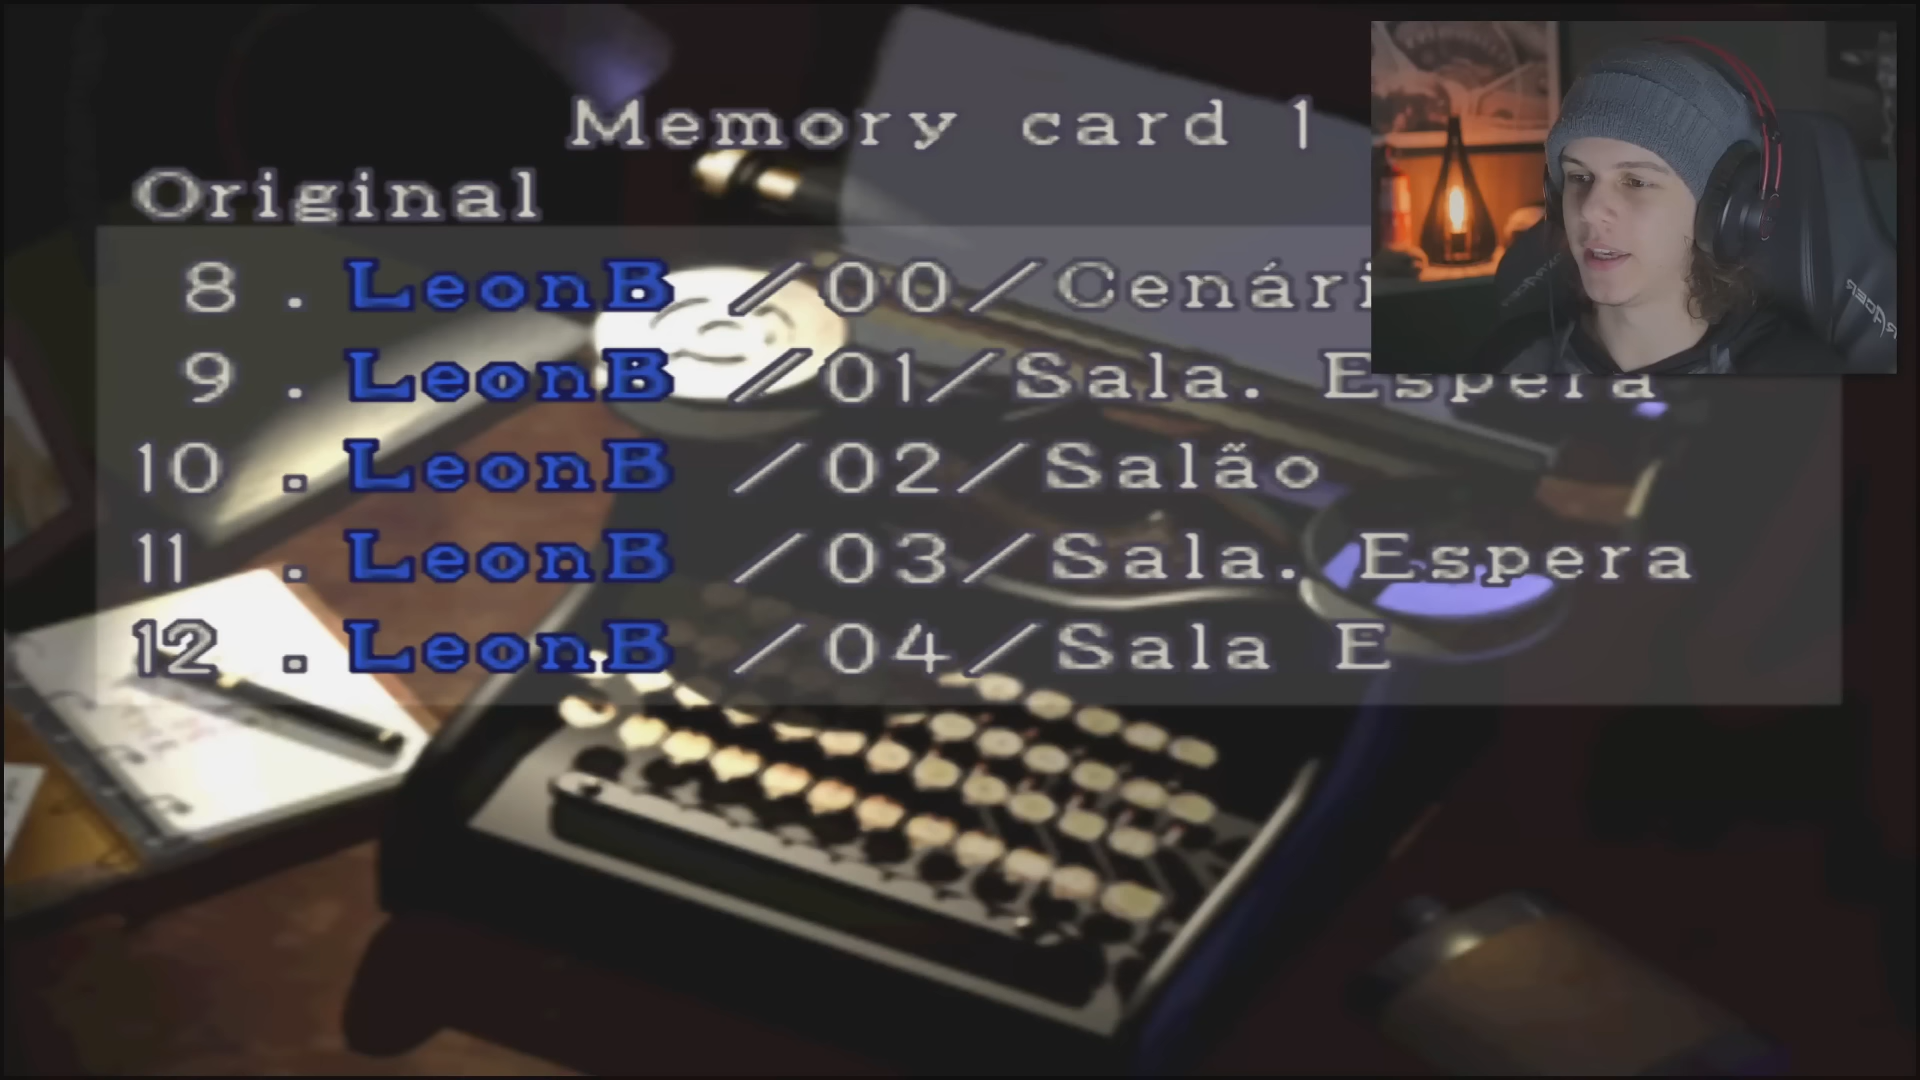 Memory card 1
Original
8 . LeonB /00/Cenári
9 . LeonB /01/Sala. Espera
10 . LeonB /02/Salão
11 . LeonB /03/Sala. Espera
12 . LeonB /04/Sala E